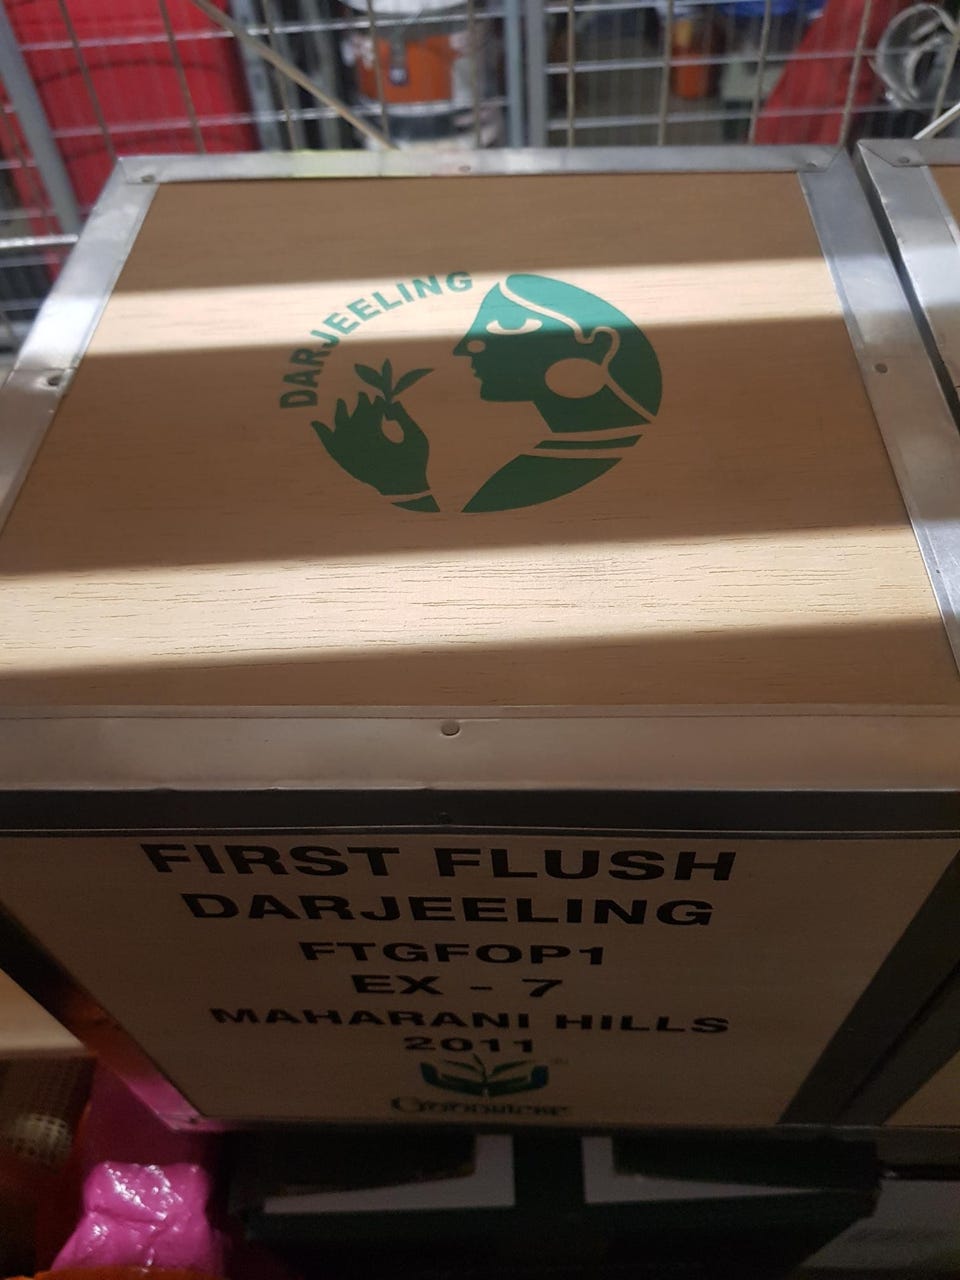 DARJEELING
FIRST FLUSH
DARJEELING
FTGFOP1
EX - 7
MAHARANI HILLS
2011